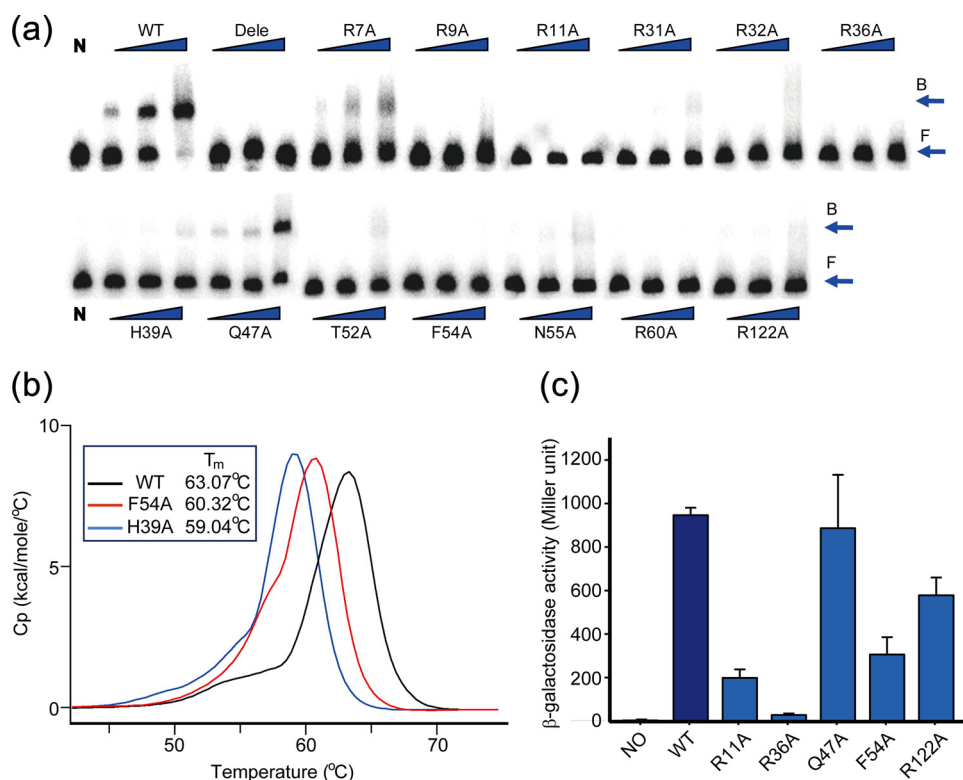 (a)
N WT Dele R7A R9A R11A R31A R32A R36A
B
F
B
F
N H39A Q47A T52A F54A N55A R60A R122A
(b)
Cp (kcal/mole/°C)
10
5
0
Tm
WT 63.07°C
F54A 60.32°C
H39A 59.04°C
50 60 70
Temperature (°C)
(c)
β-galactosidase activity (Miller unit)
1200
1000
800
600
400
200
0
NO WT R11A R36A Q47A F54A R122A